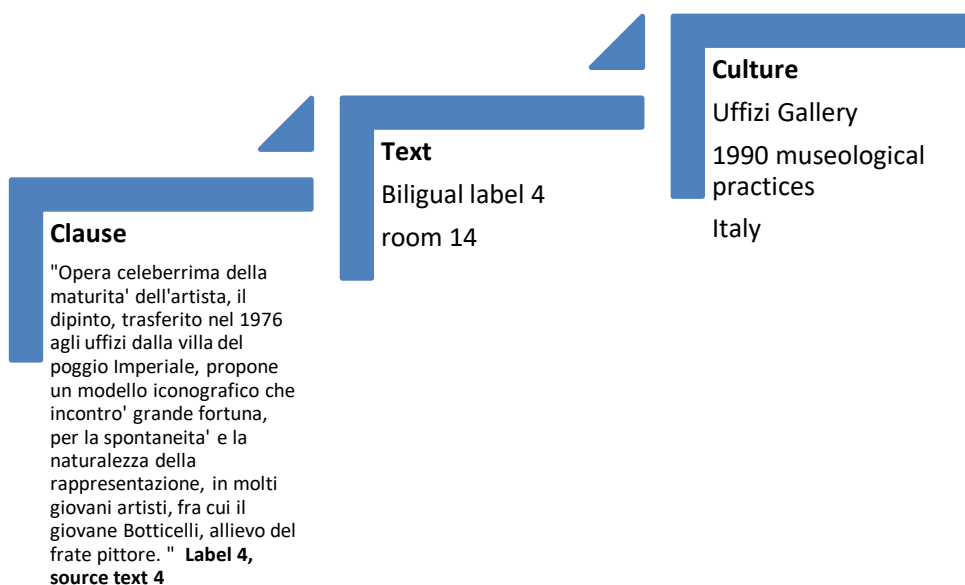 Clause
"Opera celeberrima della
maturita' dell'artista, il
dipinto, trasferito nel 1976
agli uffizi dalla villa del
poggio Imperiale, propone
un modello iconografico che
incontro' grande fortuna,
per la spontaneita' e la
naturalezza della
rappresentazione, in molti
giovani artisti, fra cui il
giovane Botticelli, allievo del
frate pittore. " Label 4,
source text 4
Text
Biligual label 4
room 14
Culture
Uffizi Gallery
1990 museological
practices
Italy